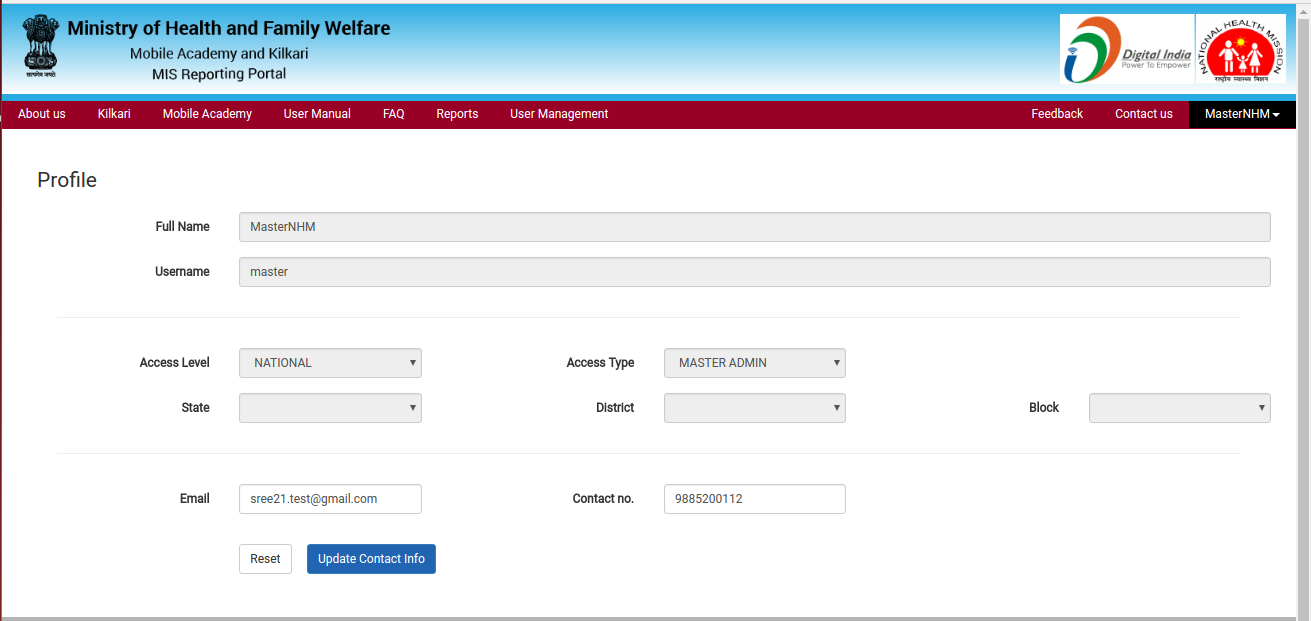 Ministry of Health and Family Welfare
Mobile Academy and Kilkari
MIS Reporting Portal
सत्यमेव जयते
Digital India
Power To Empower
NATIONAL HEALTH MISSION
राष्ट्रीय स्वास्थ्य मिशन
About us Kilkari Mobile Academy User Manual FAQ Reports User Management Feedback Contact us MasterNHM
Profile
Full Name MasterNHM
Username master
Access Level NATIONAL Access Type MASTER ADMIN
State District Block
Email sree21.test@gmail.com Contact no. 9885200112
Reset Update Contact Info